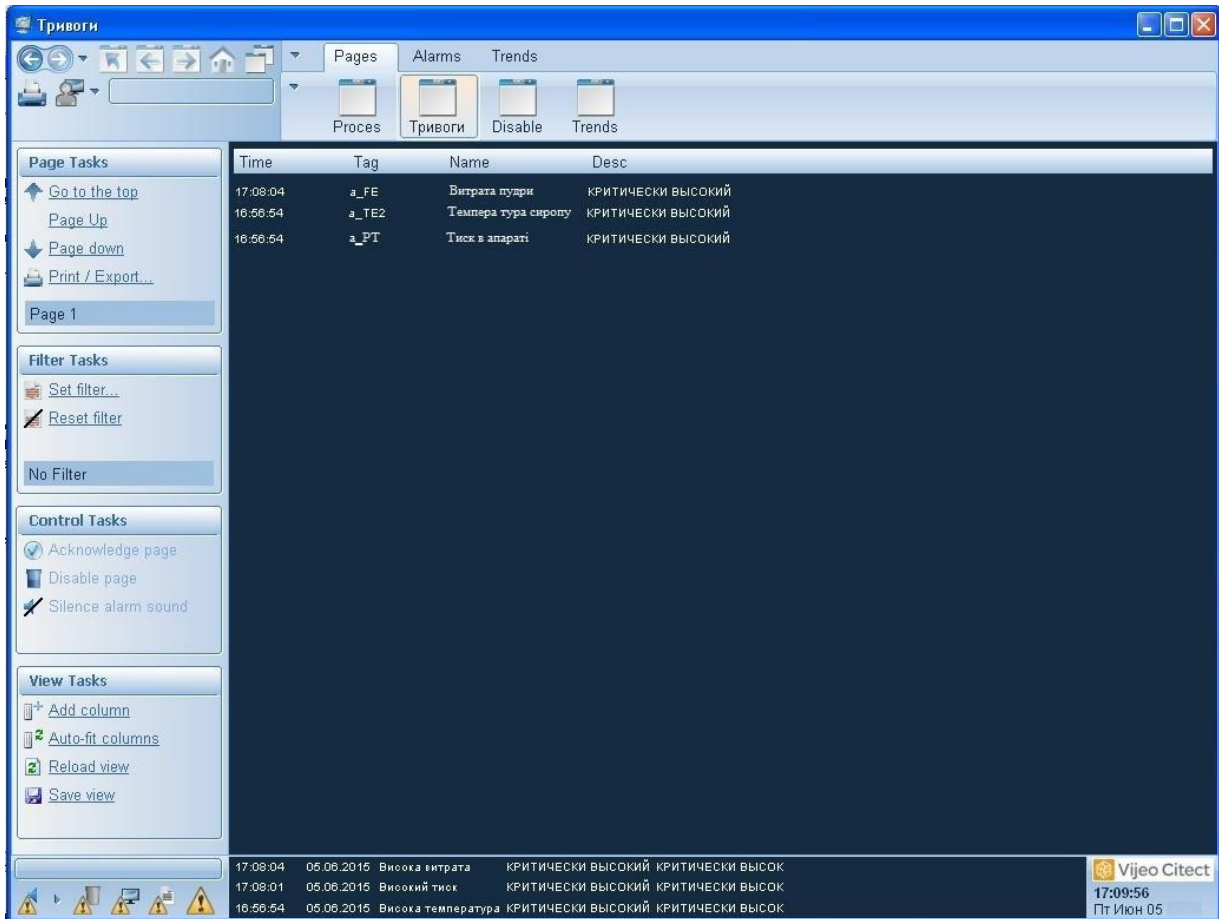 Тривоги
Pages Alarms Trends
Proces Тривоги Disable Trends
Page Tasks
Go to the top
Page Up
Page down
Print / Export...
Page 1
Filter Tasks
Set filter...
Reset filter
No Filter
Control Tasks
Acknowledge page
Disable page
Silence alarm sound
View Tasks
Add column
Auto-fit columns
Reload view
Save view
Time Tag Name Desc
17:08:04 a_FE Витрата пудри КРИТИЧЕСКИ ВЫСОКИЙ
16:56:54 a_TE2 Темпера тура сиропу КРИТИЧЕСКИ ВЫСОКИЙ
16:56:54 a_PT Тиск в апараті КРИТИЧЕСКИ ВЫСОКИЙ
17:08:04 05.06.2015 Висока витрата КРИТИЧЕСКИ ВЫСОКИЙ КРИТИЧЕСКИ ВЫСОК
17:08:01 05.06.2015 Високий тиск КРИТИЧЕСКИ ВЫСОКИЙ КРИТИЧЕСКИ ВЫСОК
16:56:54 05.06.2015 Висока температура КРИТИЧЕСКИ ВЫСОКИЙ КРИТИЧЕСКИ ВЫСОК
Vijeo Citect
17:09:56
Пт Июн 05